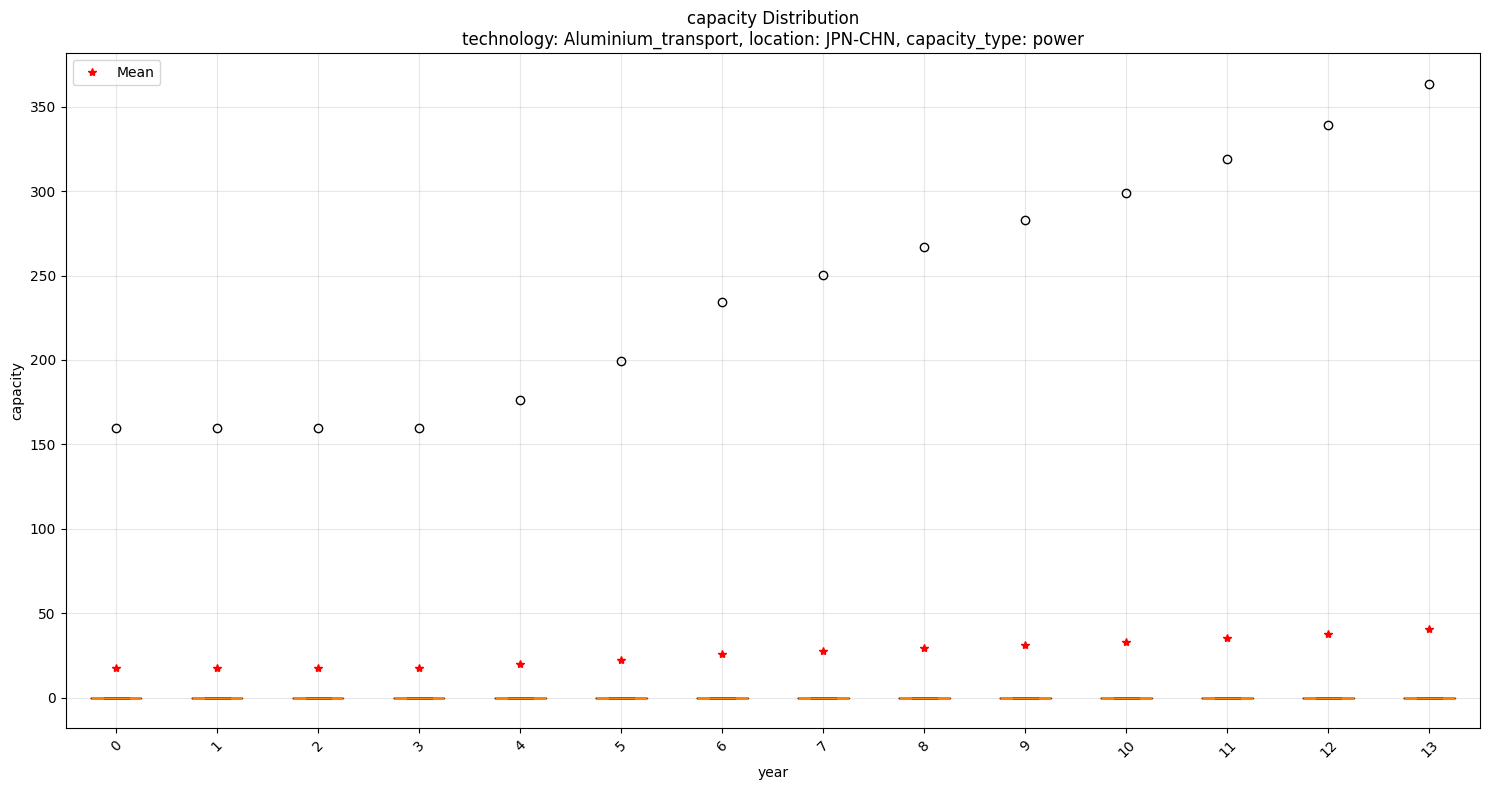 capacity Distribution
technology: Aluminium_transport, location: JPN-CHN, capacity_type: power
Mean
350
300
250
200
150
100
50
0
capacity
0 1 2 3 4 5 6 7 8 9 10 11 12 13
year